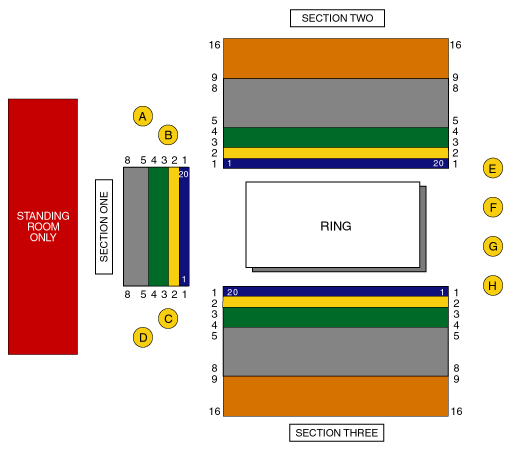 SECTION TWO
16 16
9 9
8 8
5 5
4 4
3 3
2 2
1 1 20 1
A
B
8 5 4 3 2 1
20
1
8 5 4 3 2 1
SECTION ONE
STANDING
ROOM
ONLY
C
D
RING
E
F
G
H
1 20 1 1
2 2
3 3
4 4
5 5
8 8
9 9
16 16
SECTION THREE